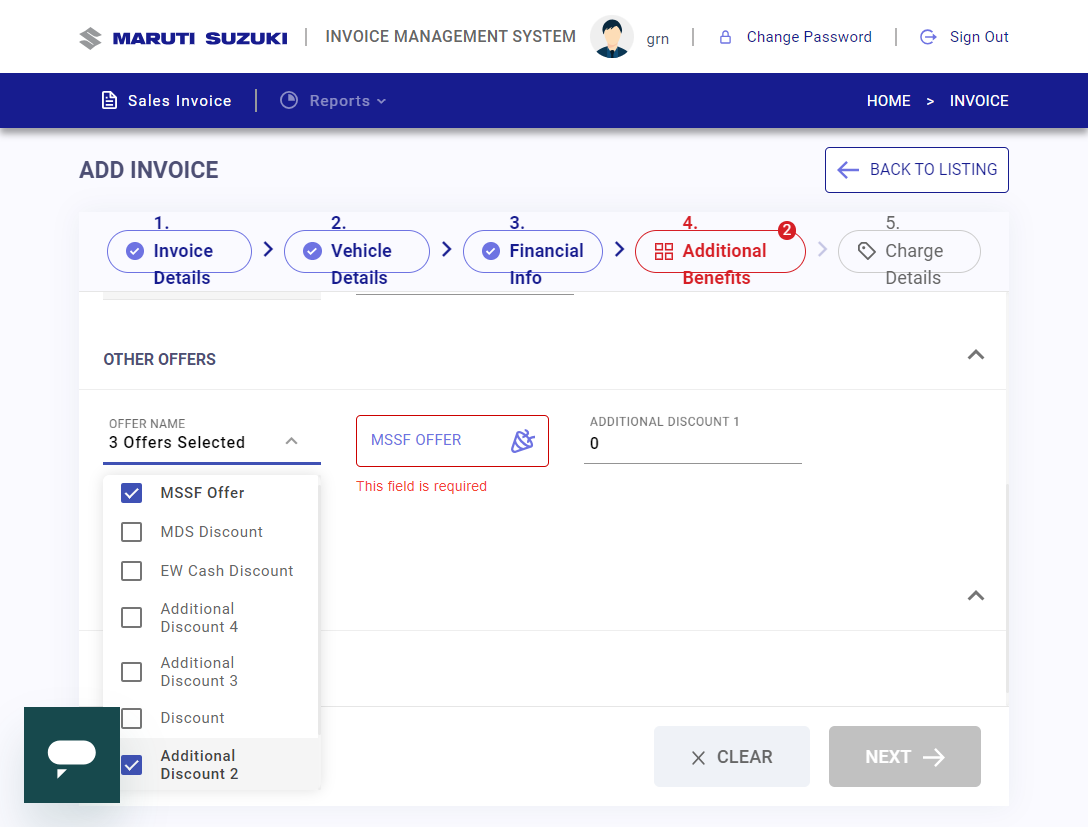 MARUTI SUZUKI
INVOICE MANAGEMENT SYSTEM
grn
Change Password
Sign Out
Sales Invoice
Reports
HOME > INVOICE
ADD INVOICE
BACK TO LISTING
1.
Invoice
Details
2.
Vehicle
Details
3.
Financial
Info
4.
Additional
Benefits
2
5.
Charge
Details
OTHER OFFERS
OFFER NAME
3 Offers Selected
MSSF OFFER
This field is required
ADDITIONAL DISCOUNT 1
0
MSSF Offer
MDS Discount
EW Cash Discount
Additional
Discount 4
Additional
Discount 3
Discount
Additional
Discount 2
CLEAR
NEXT